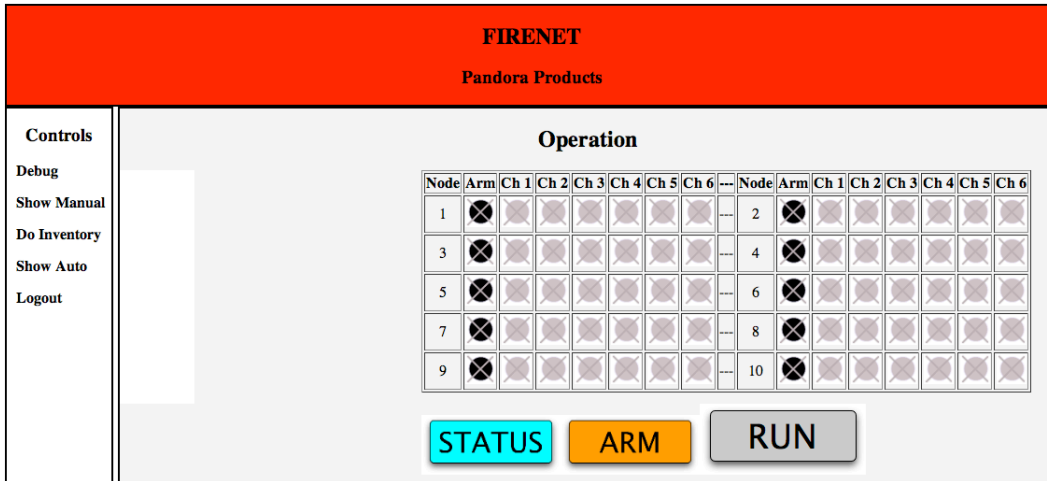 FIRENET
Pandora Products
Controls
Debug
Show Manual
Do Inventory
Show Auto
Logout
Operation
Node Arm Ch 1 Ch 2 Ch 3 Ch 4 Ch 5 Ch 6 --- Node Arm Ch 1 Ch 2 Ch 3 Ch 4 Ch 5 Ch 6
1 --- 2
3 --- 4
5 --- 6
7 --- 8
9 --- 10
STATUS ARM RUN